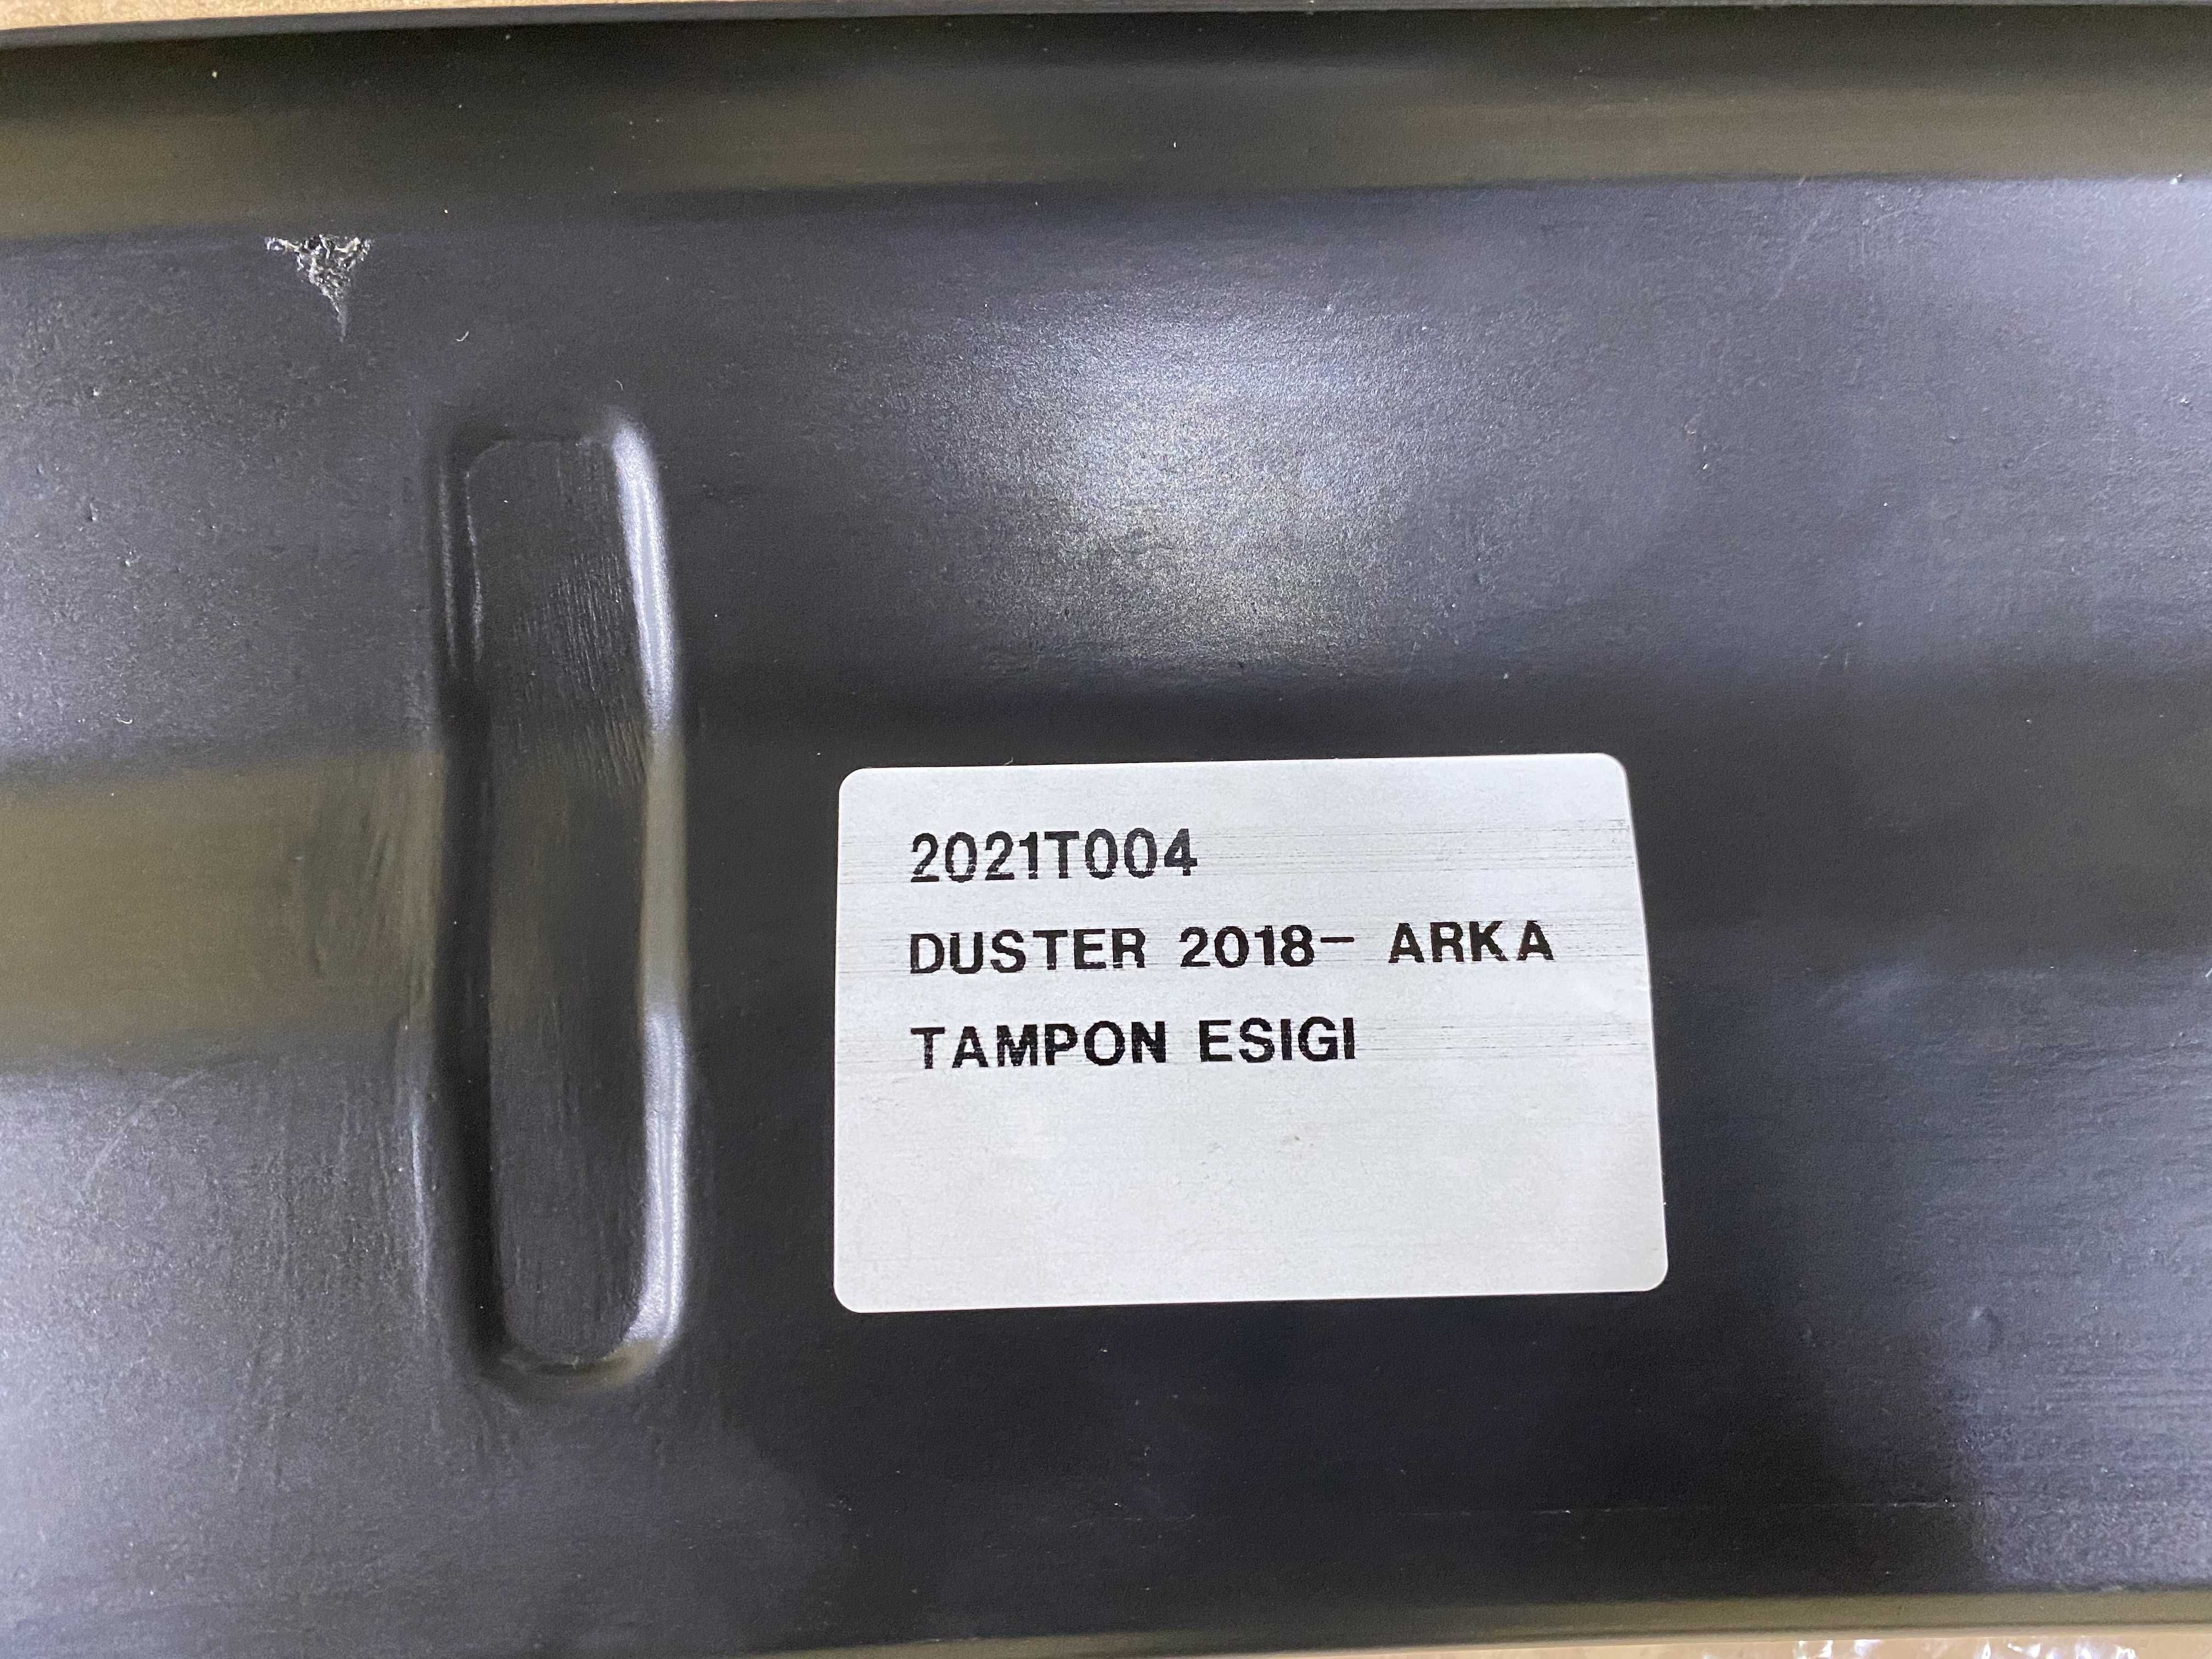 2021T004
DUSTER 2018- ARKA
TAMPON ESIGI